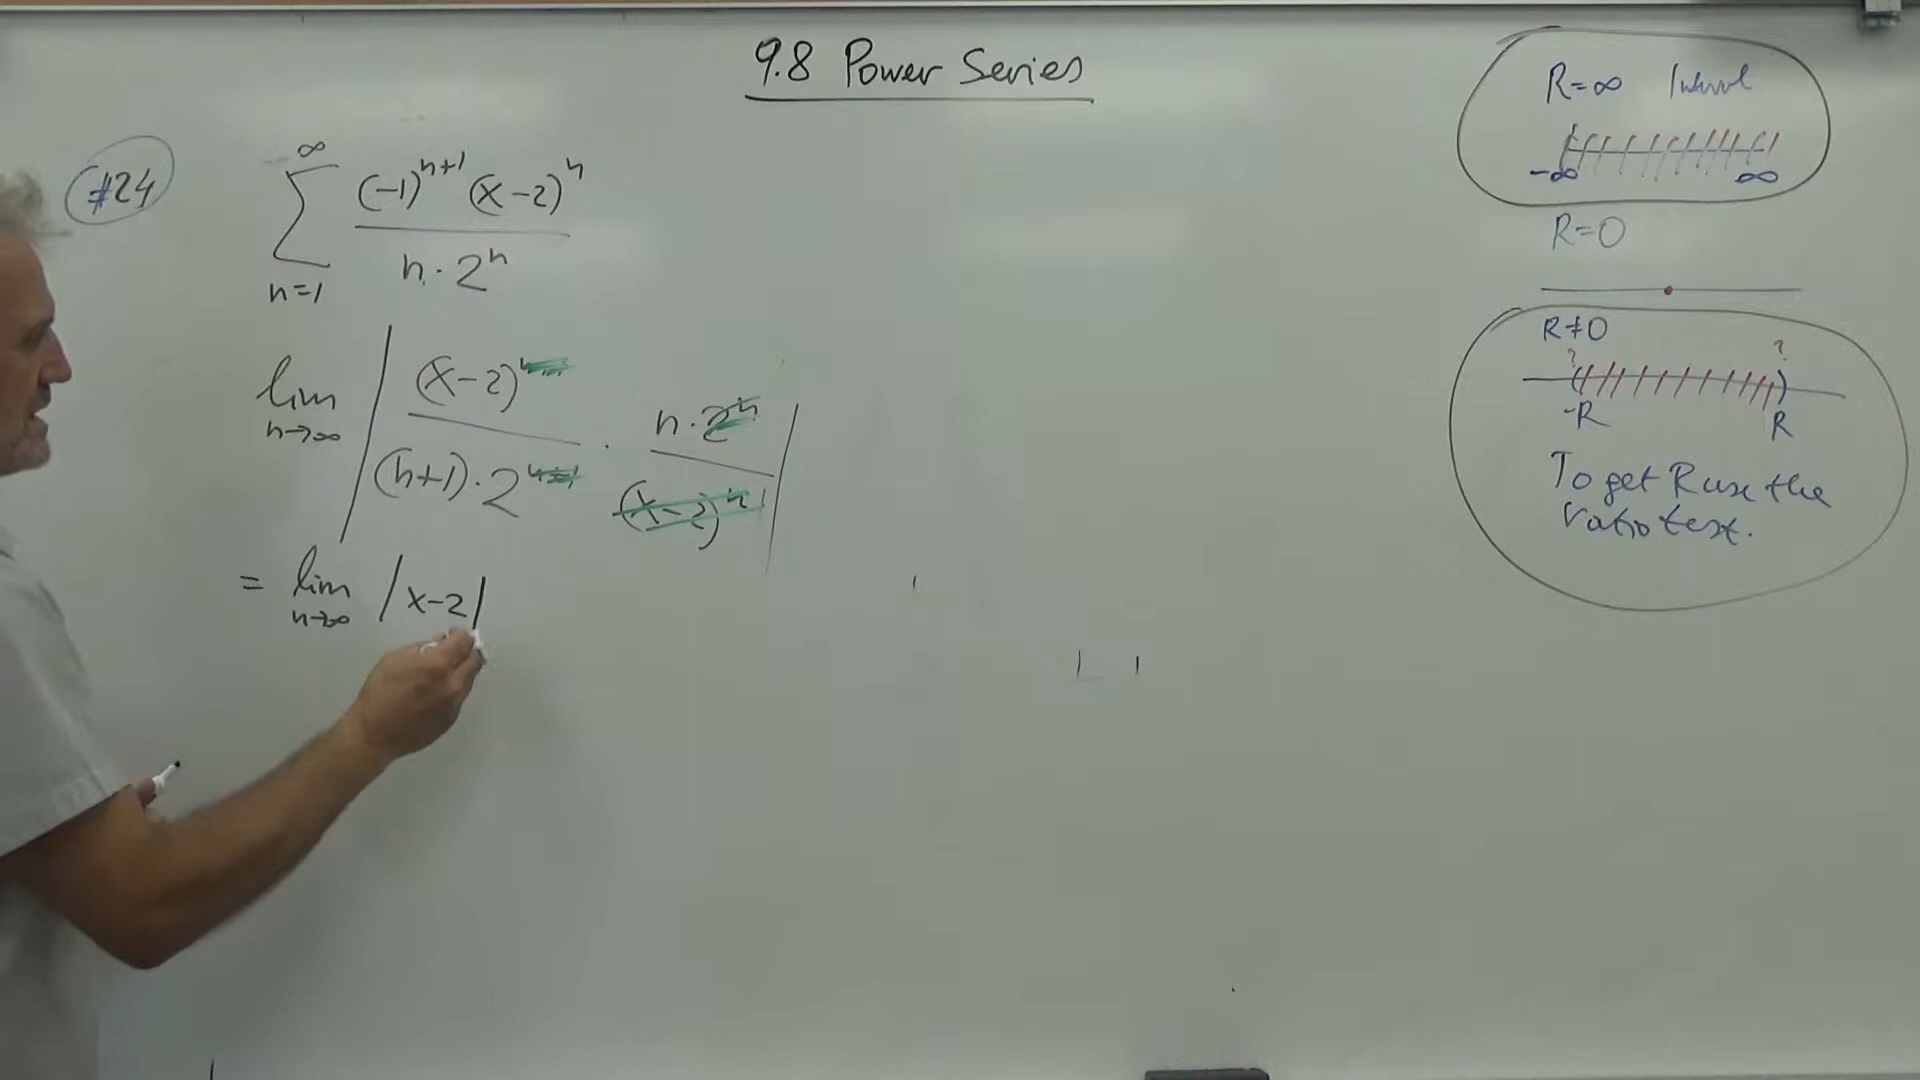 9.8 Power Series
#24
∞
∑ (-1)^{n+1} (x-2)^n / n · 2^n
n=1
lim n→∞ | (x-2)^{n+1} / (n+1) · 2^{n+1} · n · 2^n / (x-2)^n |
= lim n→∞ |x-2|
R=∞ Interval
-∞ ∞
R=0
R≠0
? ?
-R R
To get R use the
ratio test.